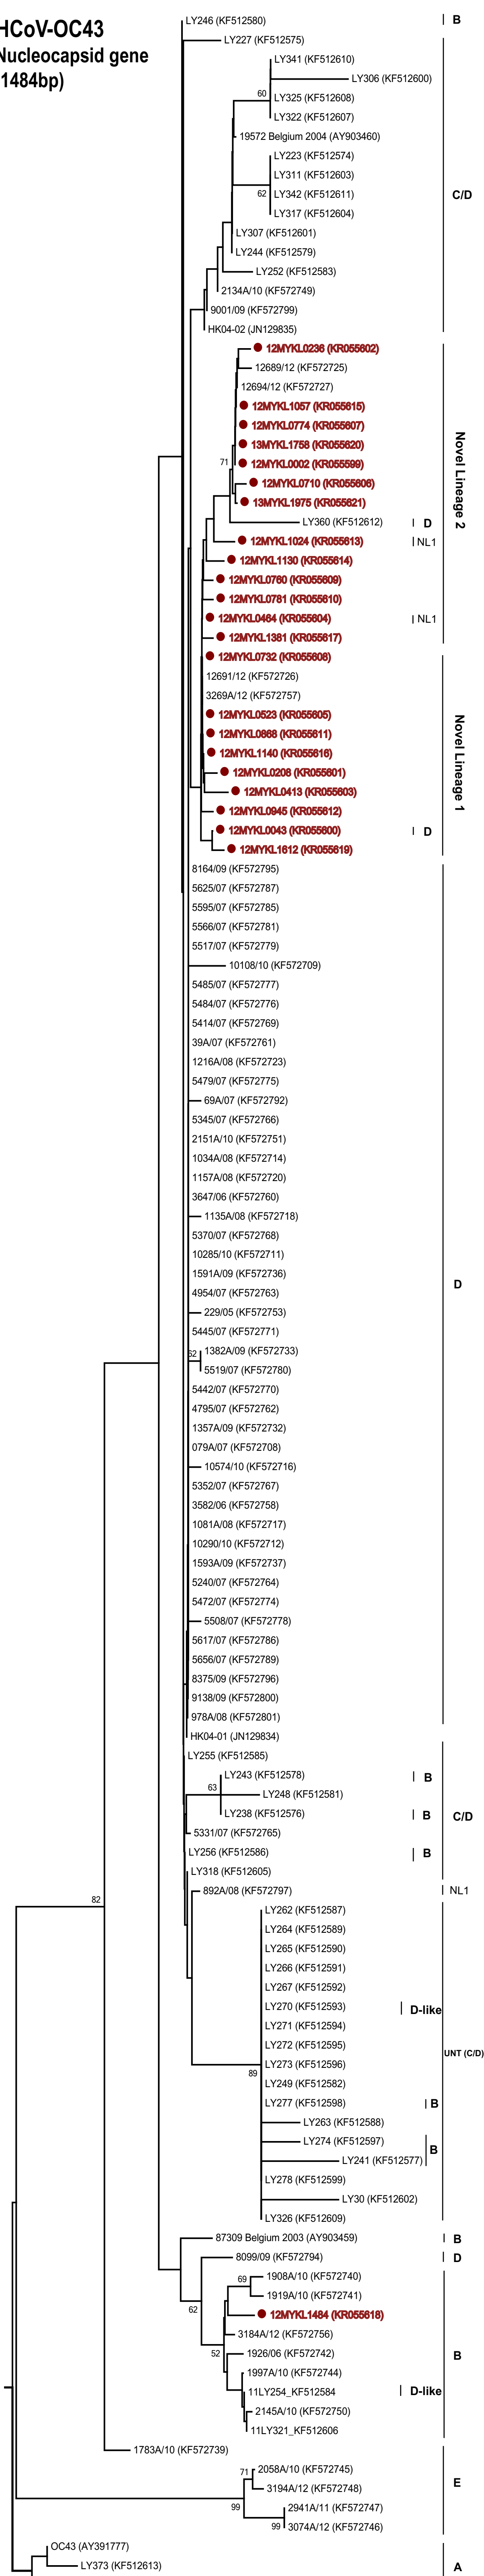 HCoV-OC43
Nucleocapsid gene
1484bp)
LY246 (KF512580)
B
LY227 (KF512575)
LY341 (KF512610)
LY306 (KF512600)
60
LY325 (KF512608)
LY322 (KF512607)
19572 Belgium 2004 (AY903460)
LY223 (KF512574)
LY311 (KF512603)
62
LY342 (KF512611)
C/D
LY317 (KF512604)
LY307 (KF512601)
LY244 (KF512579)
LY252 (KF512583)
2134A/10 (KF572749)
9001/09 (KF572799)
HK04-02 (JN129835)
12MYKL0236 (KR055602)
12689/12 (KF572725)
12694/12 (KF572727)
12MYKL1057 (KR055615)
12MYKL0774 (KR055607)
13MYKL1758 (KR055620)
71
12MYKL0002 (KR055599)
12MYKL0710 (KR055606)
13MYKL1975 (KR055621)
Novel Lineage 2
LY360 (KF512612)
D
12MYKL1024 (KR055613)
NL1
12MYKL1130 (KR055614)
12MYKL0760 (KR055609)
12MYKL0781 (KR055610)
12MYKL0464 (KR055604)
NL1
12MYKL1381 (KR055617)
12MYKL0732 (KR055608)
12691/12 (KF572726)
3269A/12 (KF572757)
12MYKL0523 (KR055605)
12MYKL0868 (KR055611)
12MYKL1140 (KR055616)
Novel Lineage 1
12MYKL0208 (KR055601)
12MYKL0413 (KR055603)
12MYKL0945 (KR055612)
12MYKL0043 (KR055600)
D
12MYKL1612 (KR055619)
8164/09 (KF572795)
5625/07 (KF572787)
5595/07 (KF572785)
5566/07 (KF572781)
5517/07 (KF572779)
10108/10 (KF572709)
5485/07 (KF572777)
5484/07 (KF572776)
5414/07 (KF572769)
39A/07 (KF572761)
1216A/08 (KF572723)
5479/07 (KF572775)
69A/07 (KF572792)
5345/07 (KF572766)
2151A/10 (KF572751)
1034A/08 (KF572714)
1157A/08 (KF572720)
3647/06 (KF572760)
1135A/08 (KF572718)
5370/07 (KF572768)
10285/10 (KF572711)
1591A/09 (KF572736)
D
4954/07 (KF572763)
229/05 (KF572753)
5445/07 (KF572771)
62
1382A/09 (KF572733)
5519/07 (KF572780)
5442/07 (KF572770)
4795/07 (KF572762)
1357A/09 (KF572732)
079A/07 (KF572708)
10574/10 (KF572716)
5352/07 (KF572767)
3582/06 (KF572758)
1081A/08 (KF572717)
10290/10 (KF572712)
1593A/09 (KF572737)
5240/07 (KF572764)
5472/07 (KF572774)
5508/07 (KF572778)
5617/07 (KF572786)
5656/07 (KF572789)
8375/09 (KF572796)
9138/09 (KF572800)
978A/08 (KF572801)
HK04-01 (JN129834)
LY255 (KF512585)
LY243 (KF512578)
B
63
LY248 (KF512581)
LY238 (KF512576)
B
C/D
5331/07 (KF572765)
LY256 (KF512586)
B
LY318 (KF512605)
892A/08 (KF572797)
NL1
82
LY262 (KF512587)
LY264 (KF512589)
LY265 (KF512590)
LY266 (KF512591)
LY267 (KF512592)
LY270 (KF512593)
D-like
LY271 (KF512594)
LY272 (KF512595)
UNT (C/D)
LY273 (KF512596)
89
LY249 (KF512582)
LY277 (KF512598)
B
LY263 (KF512588)
LY274 (KF512597)
B
LY241 (KF512577)
LY278 (KF512599)
LY30 (KF512602)
LY326 (KF512609)
87309 Belgium 2003 (AY903459)
B
8099/09 (KF572794)
D
69
1908A/10 (KF572740)
1919A/10 (KF572741)
62
12MYKL1484 (KR055618)
3184A/12 (KF572756)
52
1926/06 (KF572742)
B
1997A/10 (KF572744)
11LY254_KF512584
D-like
2145A/10 (KF572750)
11LY321_KF512606
1783A/10 (KF572739)
71
2058A/10 (KF572745)
3194A/12 (KF572748)
E
99
2941A/11 (KF572747)
99
3074A/12 (KF572746)
OC43 (AY391777)
LY373 (KF512613)
A